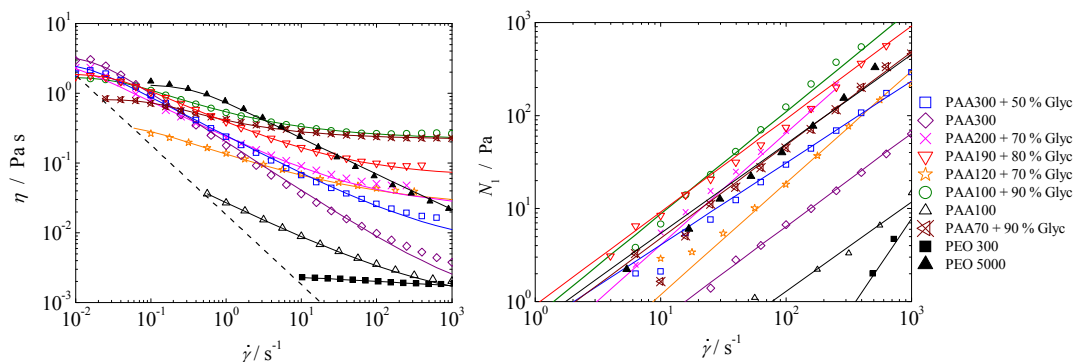 10¹
10⁰
10⁻¹
10⁻²
10⁻³
η / Pa s
10⁻² 10⁻¹ 10⁰ 10¹ 10² 10³
γ̇ / s⁻¹
10³
10²
10¹
10⁰
N₁ / Pa
10⁰ 10¹ 10² 10³
γ̇ / s⁻¹
PAA300 + 50 % Glyc
PAA300
PAA200 + 70 % Glyc
PAA190 + 80 % Glyc
PAA120 + 70 % Glyc
PAA100 + 90 % Glyc
PAA100
PAA70 + 90 % Glyc
PEO 300
PEO 5000